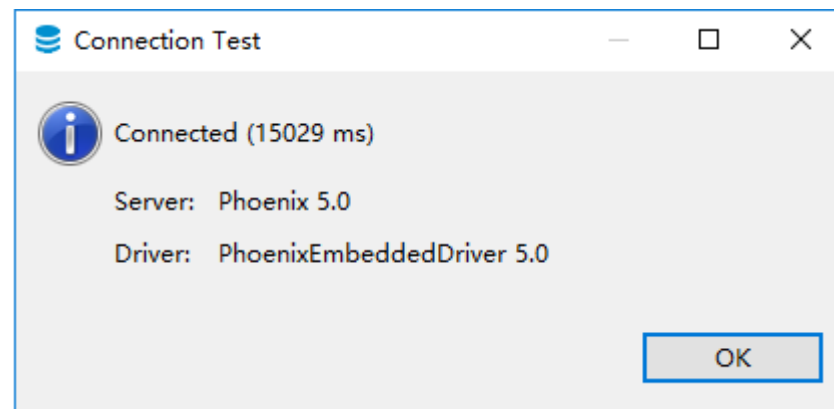 Connection Test
Connected (15029 ms)
Server: Phoenix 5.0
Driver: PhoenixEmbeddedDriver 5.0
OK